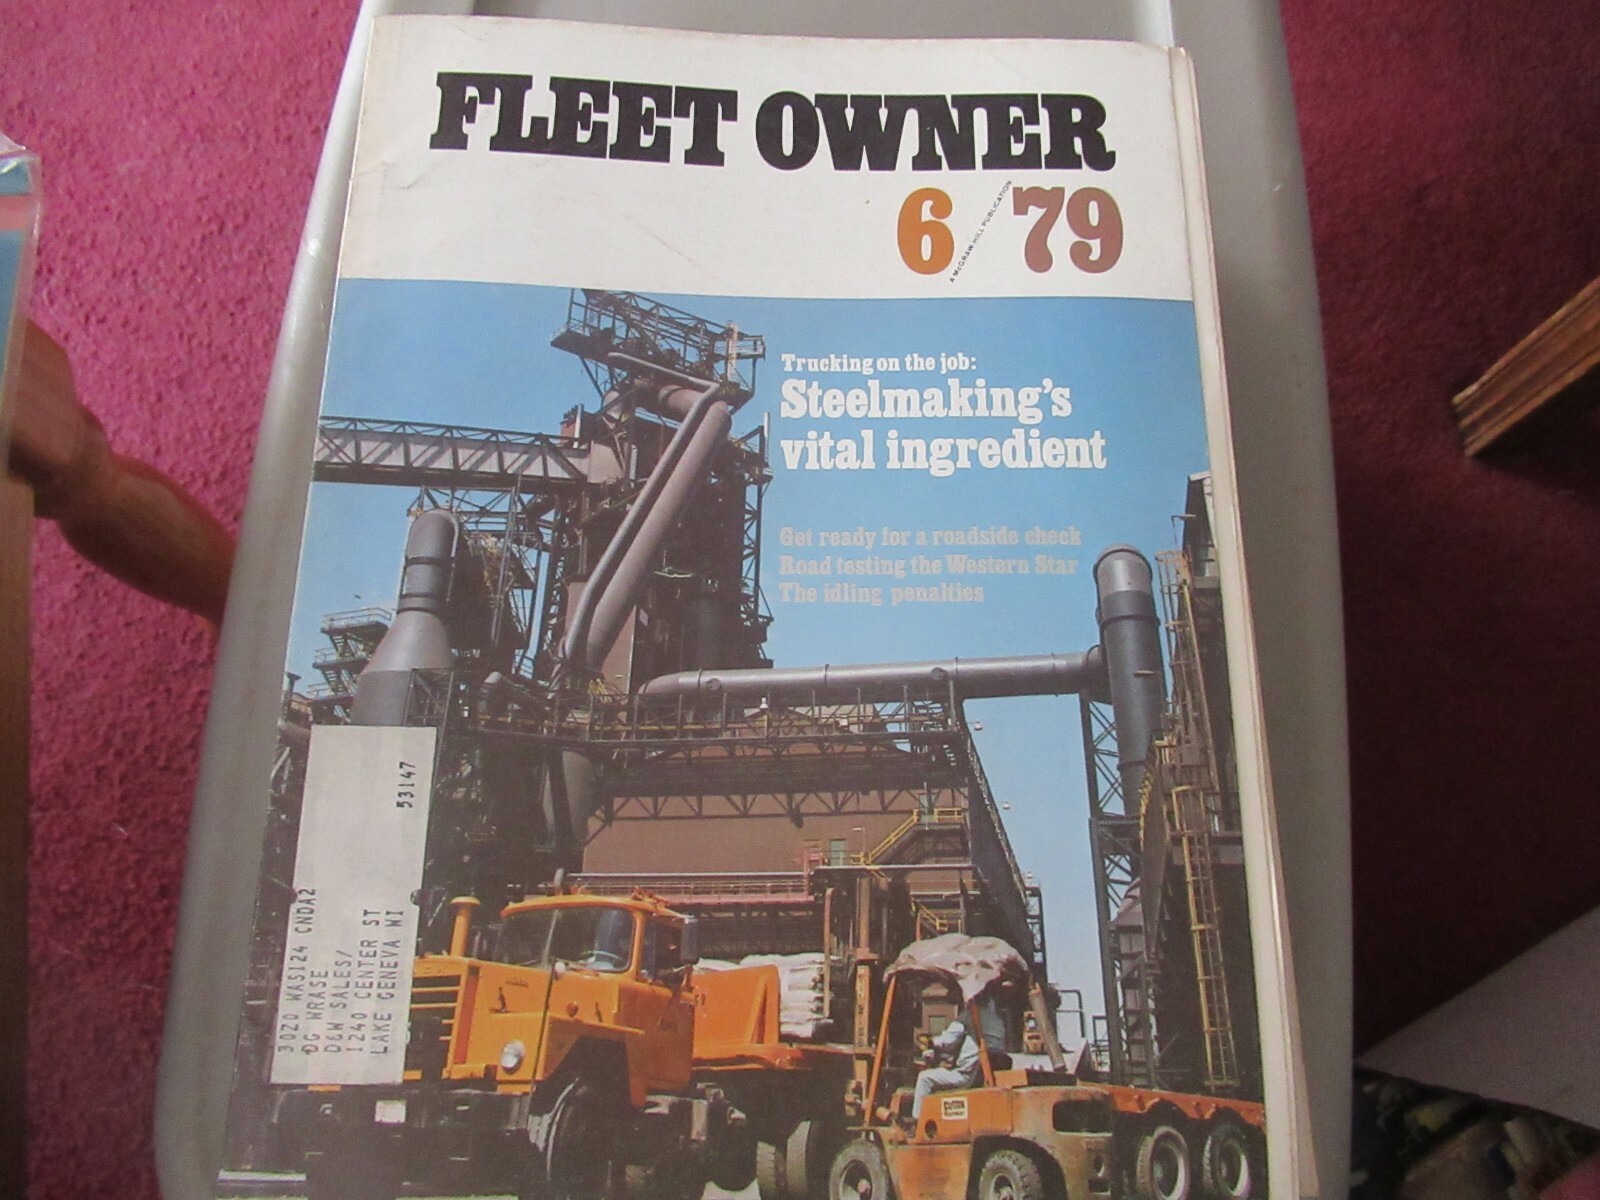 FLEET OWNER
6/79
A McGRAW-HILL PUBLICATION
Trucking on the job:
Steelmaking's
vital ingredient
Get ready for a roadside check
Road testing the Western Star
The idling penalties
53147
30Z0 WAS124 CNDA2
DG WRASE
D&W SALES/
1240 CENTER ST
LAKE GENEVA WI